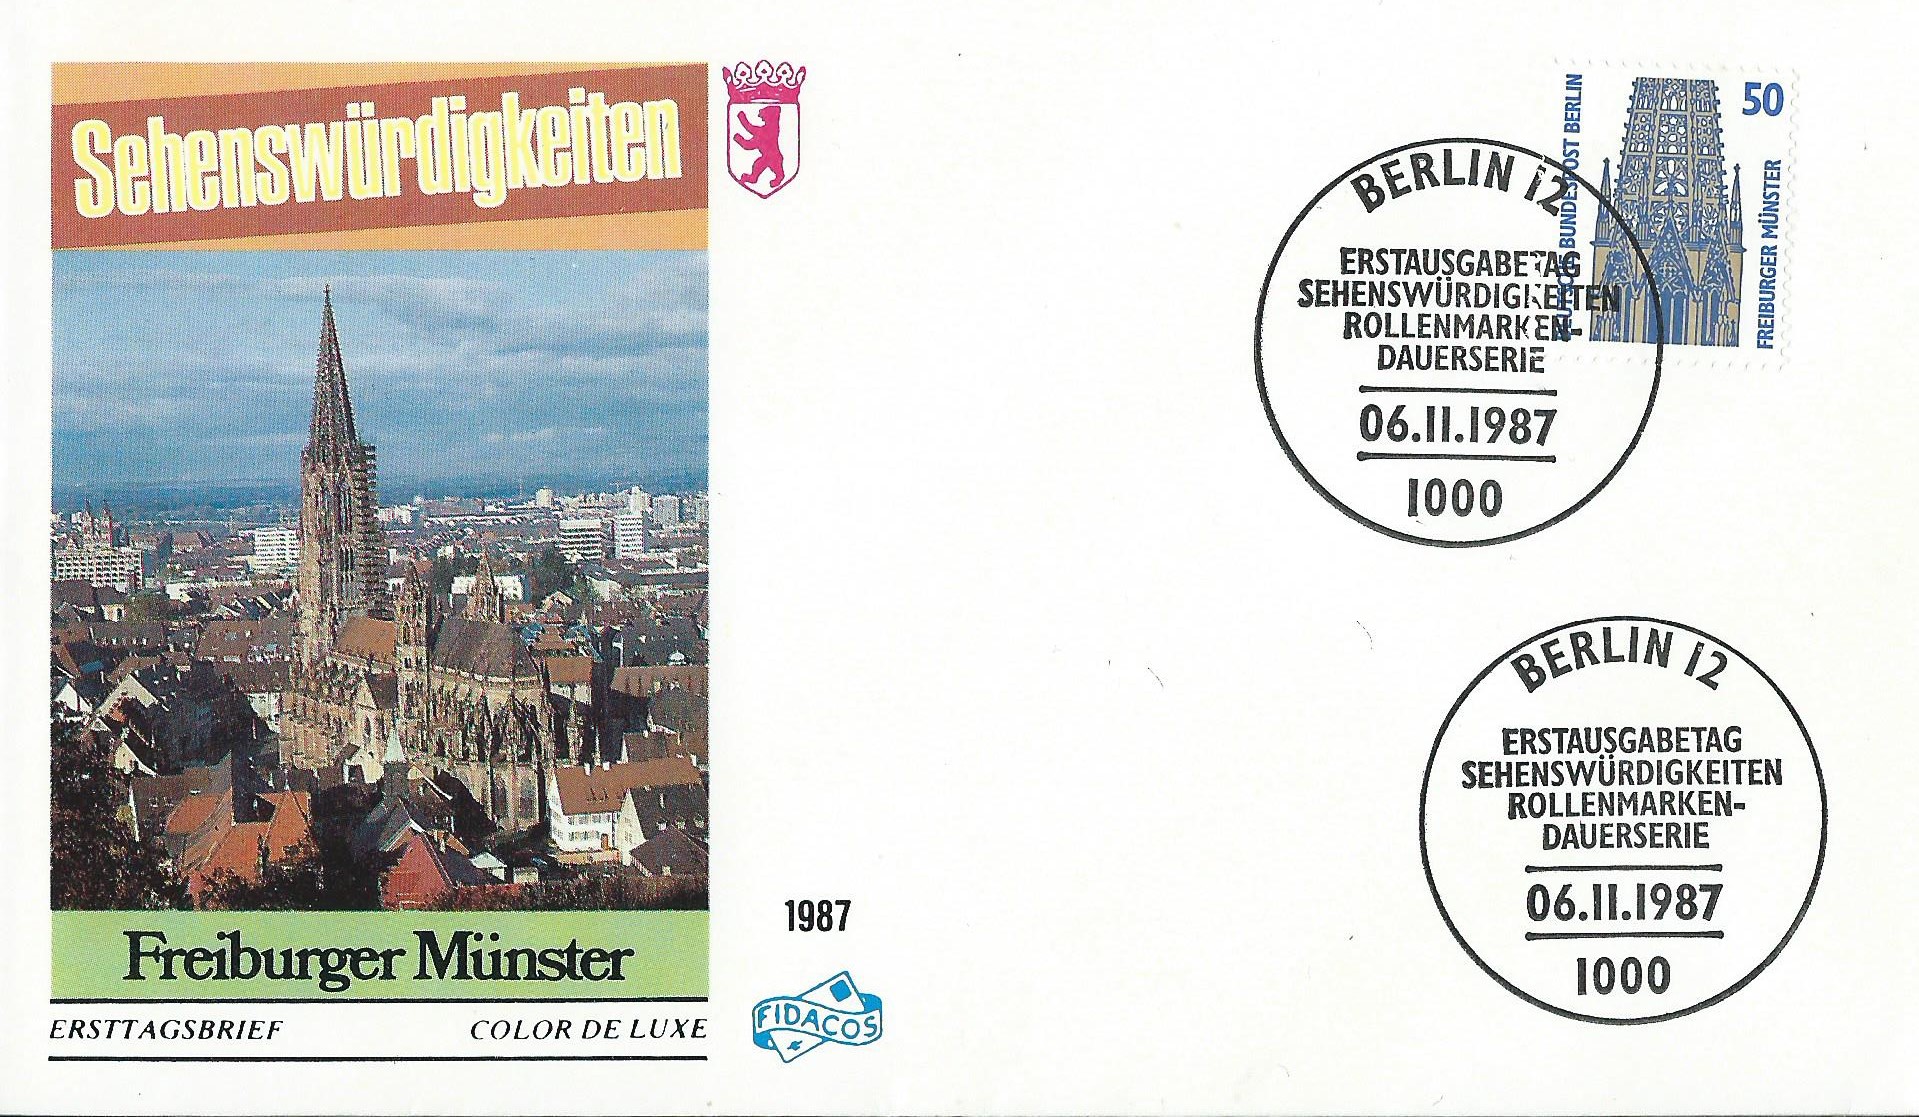 Sehenswürdigkeiten
Freiburger Münster
ERSTTAGSBRIEF COLOR DE LUXE
1987
FIDACOS
50
DEUTSCHE BUNDESPOST BERLIN
FREIBURGER MÜNSTER
BERLIN 12
ERSTAUSGABETAG
SEHENSWÜRDIGKEITEN
ROLLENMARKEN-
DAUERSERIE
06.11.1987
1000
BERLIN 12
ERSTAUSGABETAG
SEHENSWÜRDIGKEITEN
ROLLENMARKEN-
DAUERSERIE
06.11.1987
1000